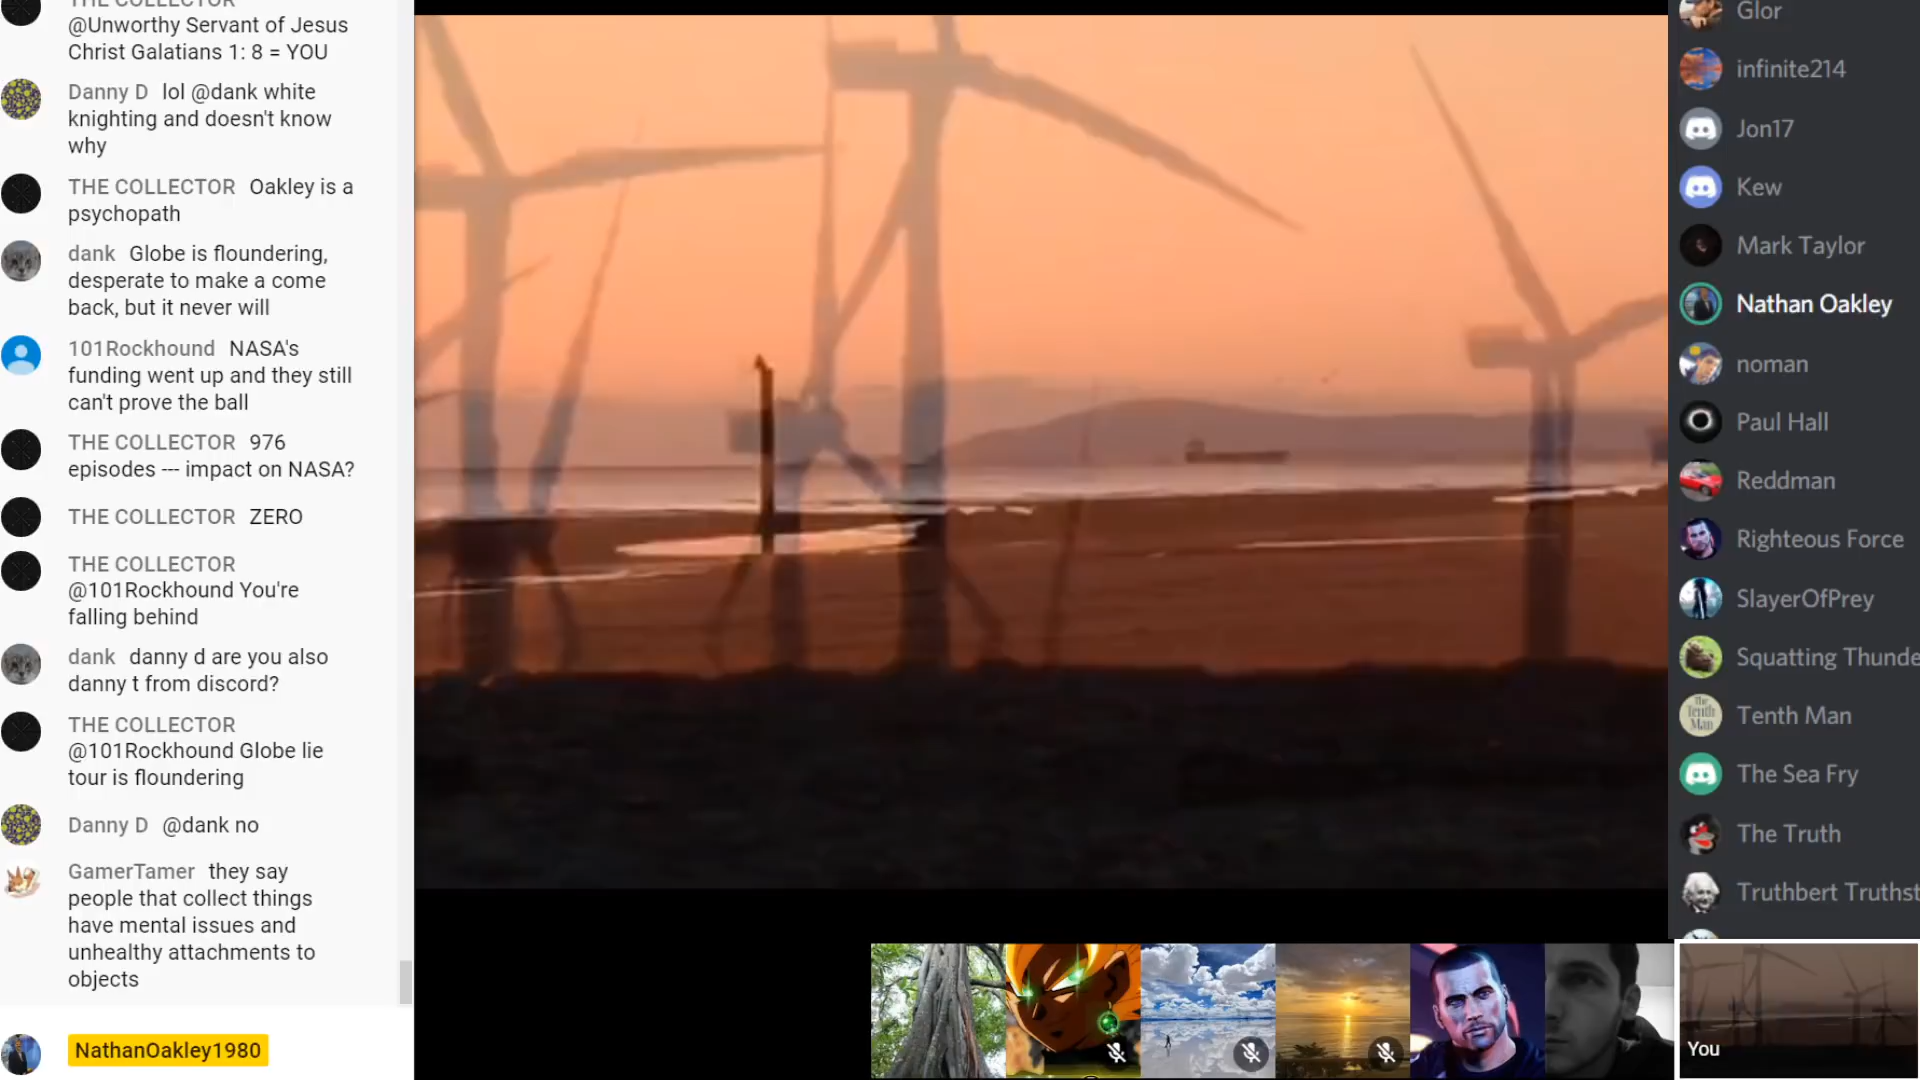 THE COLLECTOR
@Unworthy Servant of Jesus
Christ Galatians 1: 8 = YOU
Danny D lol @dank white
knighting and doesn't know
why
THE COLLECTOR Oakley is a
psychopath
dank Globe is floundering,
desperate to make a come
back, but it never will
101Rockhound NASA's
funding went up and they still
can't prove the ball
THE COLLECTOR 976
episodes --- impact on NASA?
THE COLLECTOR ZERO
THE COLLECTOR
@101Rockhound You're
falling behind
dank danny d are you also
danny t from discord?
THE COLLECTOR
@101Rockhound Globe lie
tour is floundering
Danny D @dank no
GamerTamer they say
people that collect things
have mental issues and
unhealthy attachments to
objects
NathanOakley1980
Glor
infinite214
Jon17
Kew
Mark Taylor
Nathan Oakley
noman
Paul Hall
Reddman
Righteous Force
SlayerOfPrey
Squatting Thunde
The Tenth Man
Tenth Man
The Sea Fry
The Truth
Truthbert Truthst
You